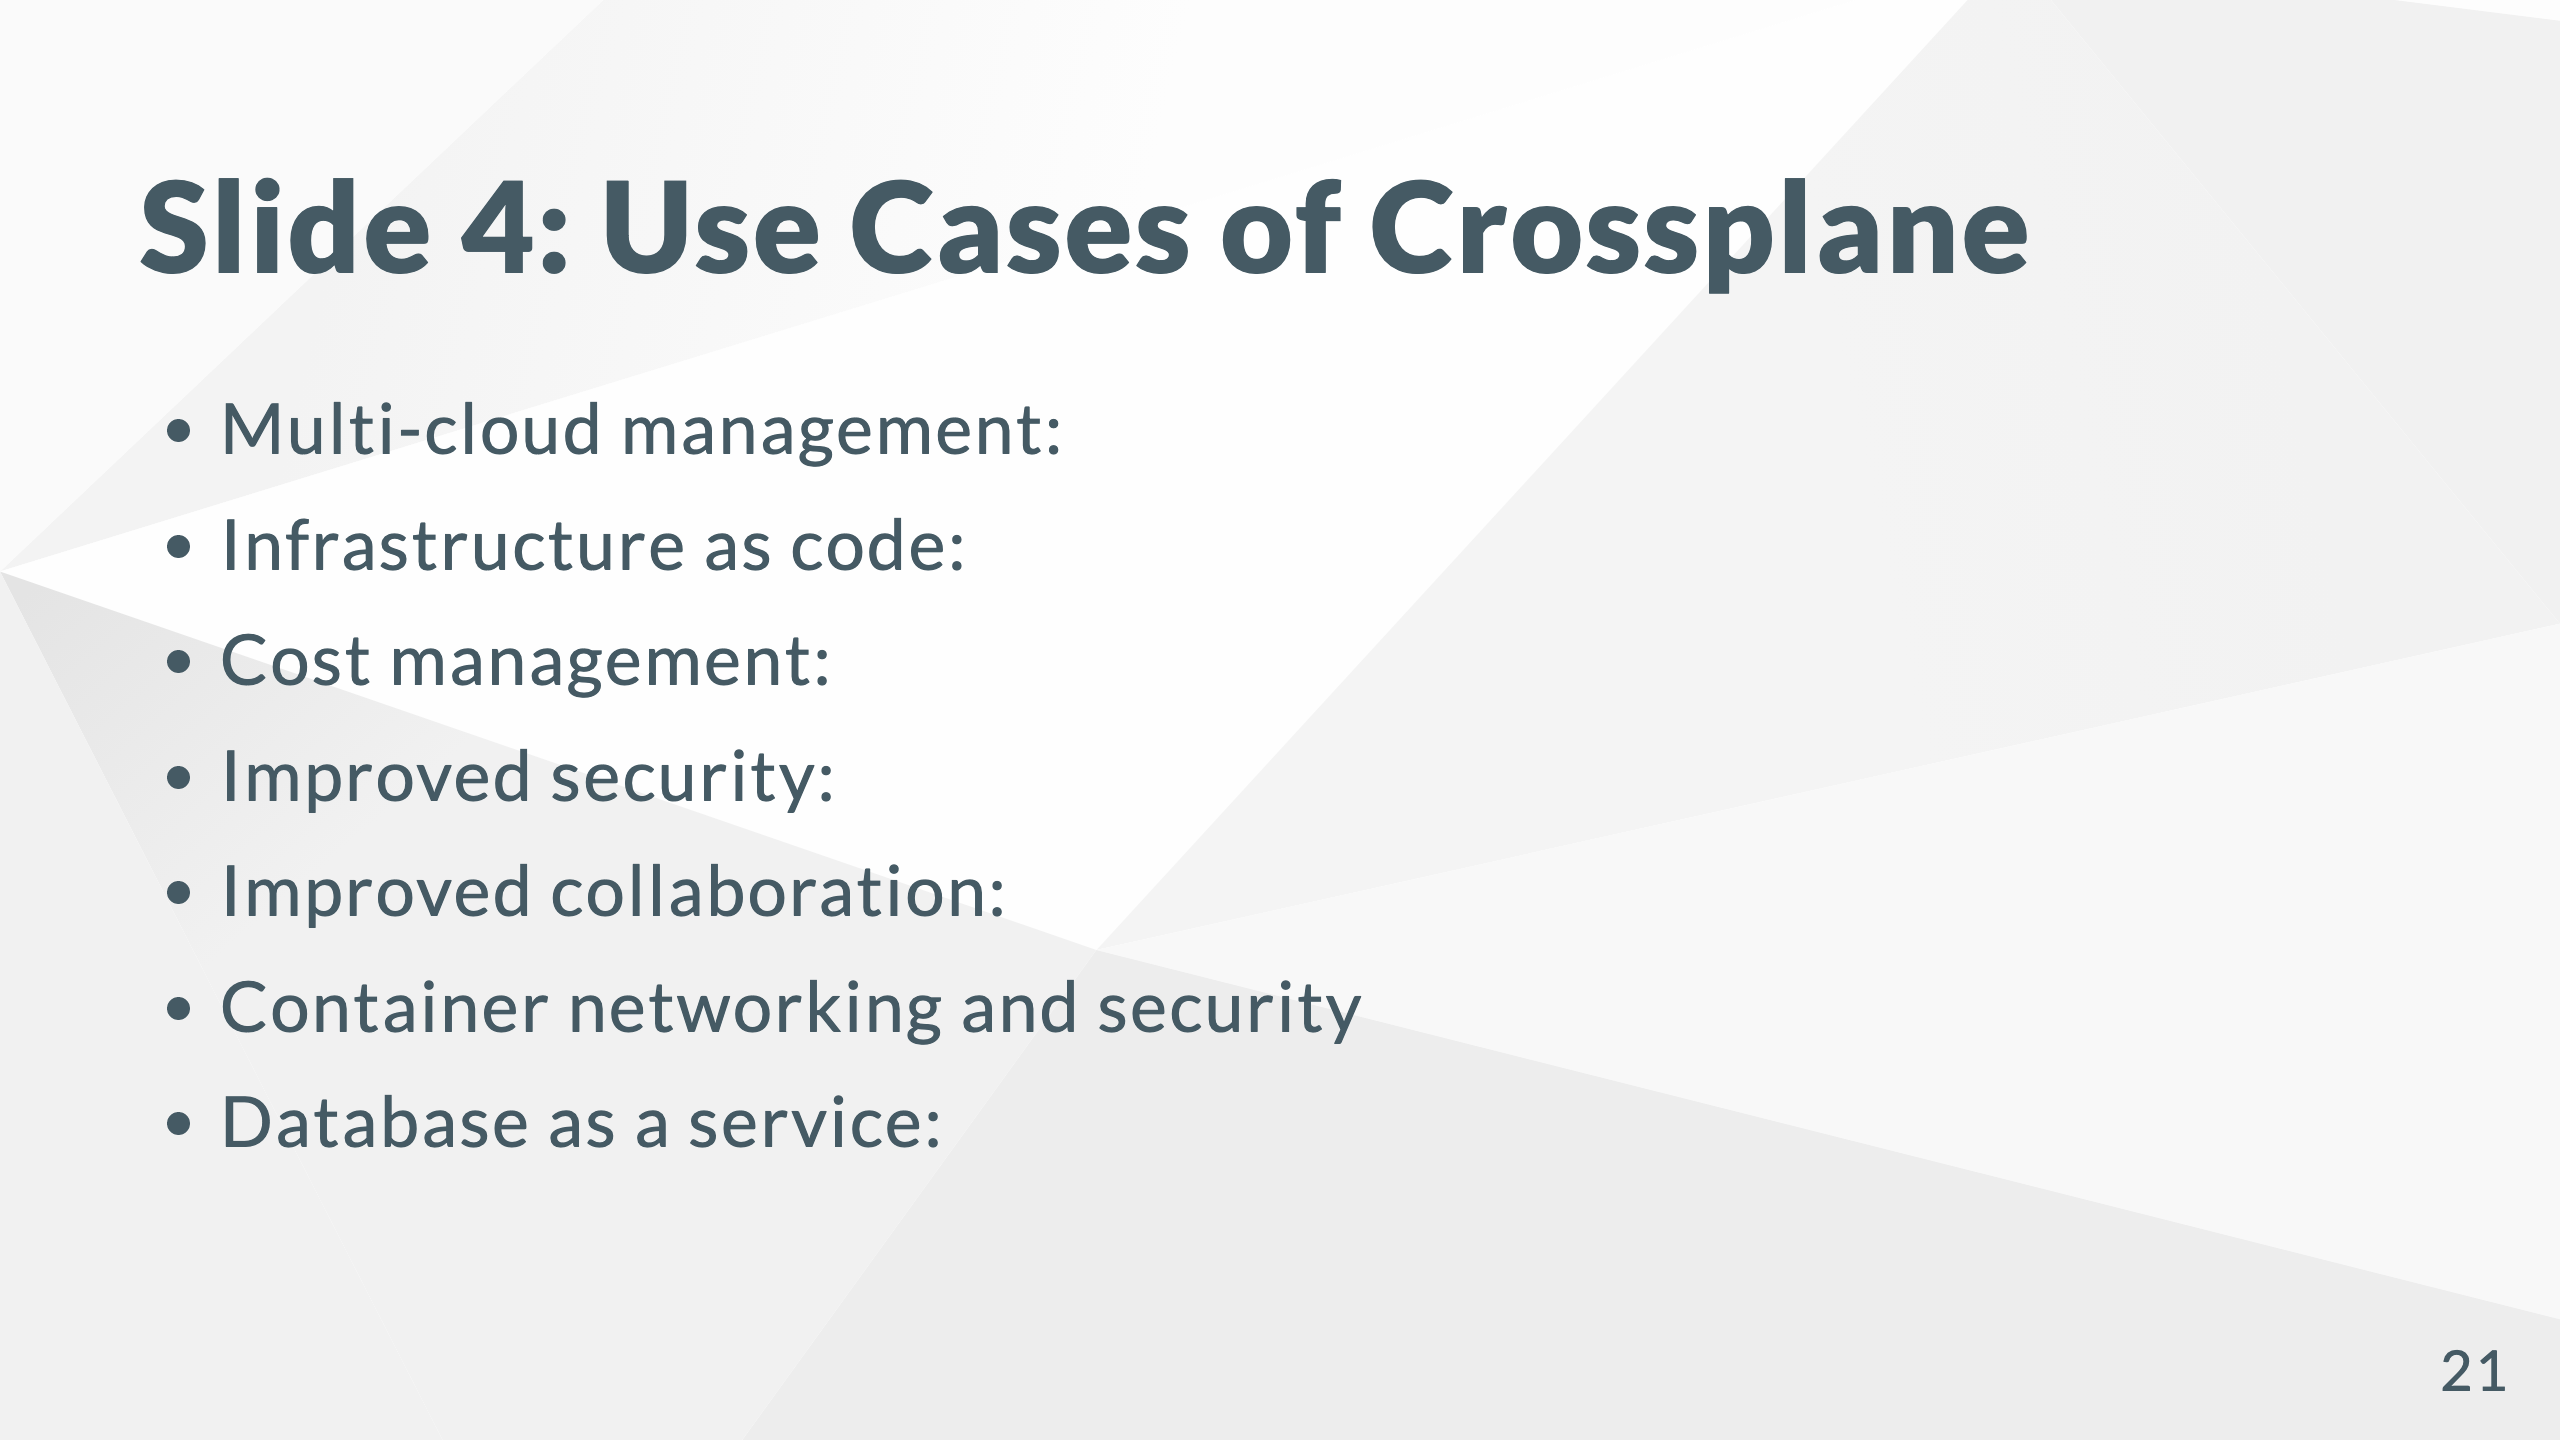 Slide 4: Use Cases of Crossplane
• Multi-cloud management:
• Infrastructure as code:
• Cost management:
• Improved security:
• Improved collaboration:
• Container networking and security
• Database as a service:
21